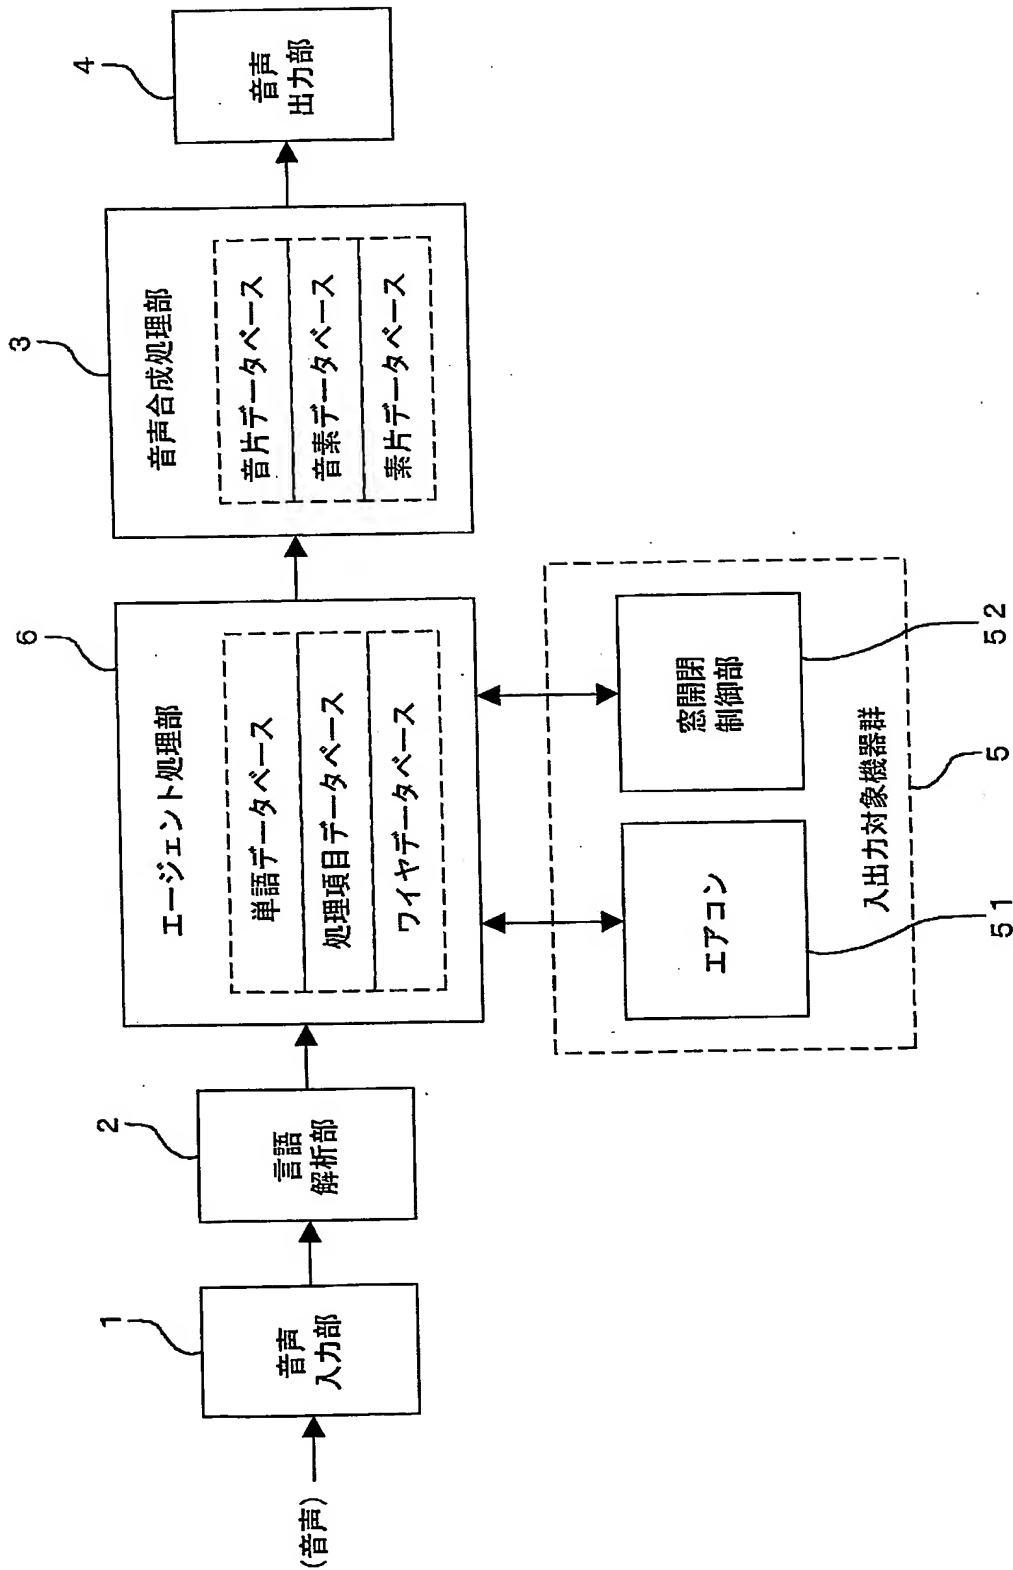 (音声)
1
音声
入力部
2
言語
解析部
6
エージェント処理部
単語データベース
処理項目データベース
ワイヤデータベース
3
音声合成処理部
音片データベース
音素データベース
素片データベース
4
音声
出力部
エアコン
51
窓開閉
制御部
52
入出力対象機器群
5